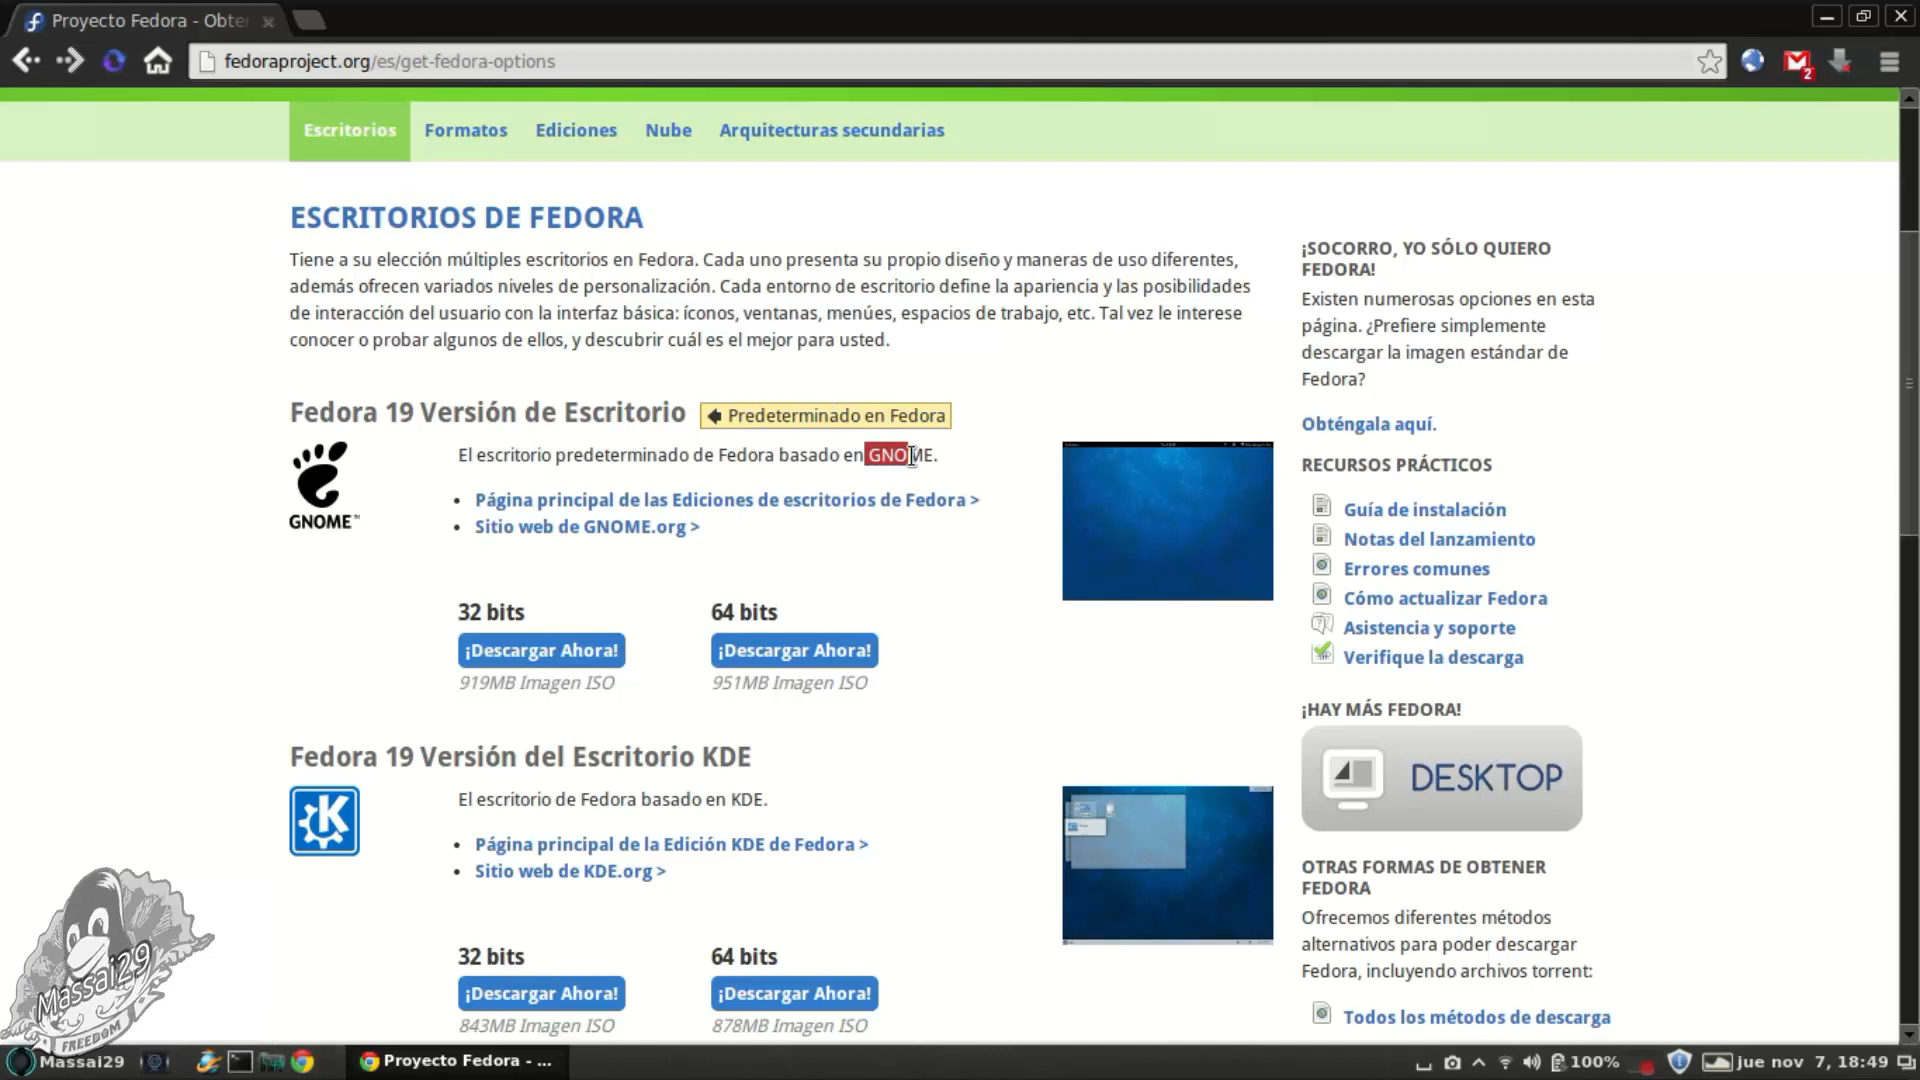 Proyecto Fedora - Obte
fedoraproject.org/es/get-fedora-options
2
Escritorios Formatos Ediciones Nube Arquitecturas secundarias
ESCRITORIOS DE FEDORA
Tiene a su elección múltiples escritorios en Fedora. Cada uno presenta su propio diseño y maneras de uso diferentes,
además ofrecen variados niveles de personalización. Cada entorno de escritorio define la apariencia y las posibilidades
de interacción del usuario con la interfaz básica: íconos, ventanas, menúes, espacios de trabajo, etc. Tal vez le interese
conocer o probar algunos de ellos, y descubrir cuál es el mejor para usted.
Fedora 19 Versión de Escritorio
Predeterminado en Fedora
GNOME™
El escritorio predeterminado de Fedora basado en GNOME.
• Página principal de las Ediciones de escritorios de Fedora >
• Sitio web de GNOME.org >
32 bits 64 bits
¡Descargar Ahora! ¡Descargar Ahora!
919MB Imagen ISO 951MB Imagen ISO
Fedora 19 Versión del Escritorio KDE
El escritorio de Fedora basado en KDE.
• Página principal de la Edición KDE de Fedora >
• Sitio web de KDE.org >
32 bits 64 bits
¡Descargar Ahora! ¡Descargar Ahora!
843MB Imagen ISO 878MB Imagen ISO
¡SOCORRO, YO SÓLO QUIERO
FEDORA!
Existen numerosas opciones en esta
página. ¿Prefiere simplemente
descargar la imagen estándar de
Fedora?
Obténgala aquí.
RECURSOS PRÁCTICOS
Guía de instalación
Notas del lanzamiento
Errores comunes
Cómo actualizar Fedora
Asistencia y soporte
Verifique la descarga
¡HAY MÁS FEDORA!
DESKTOP
OTRAS FORMAS DE OBTENER
FEDORA
Ofrecemos diferentes métodos
alternativos para poder descargar
Fedora, incluyendo archivos torrent:
Todos los métodos de descarga
Massai29
FREEDOM
Massai29 Proyecto Fedora - ... 100% jue nov 7, 18:49